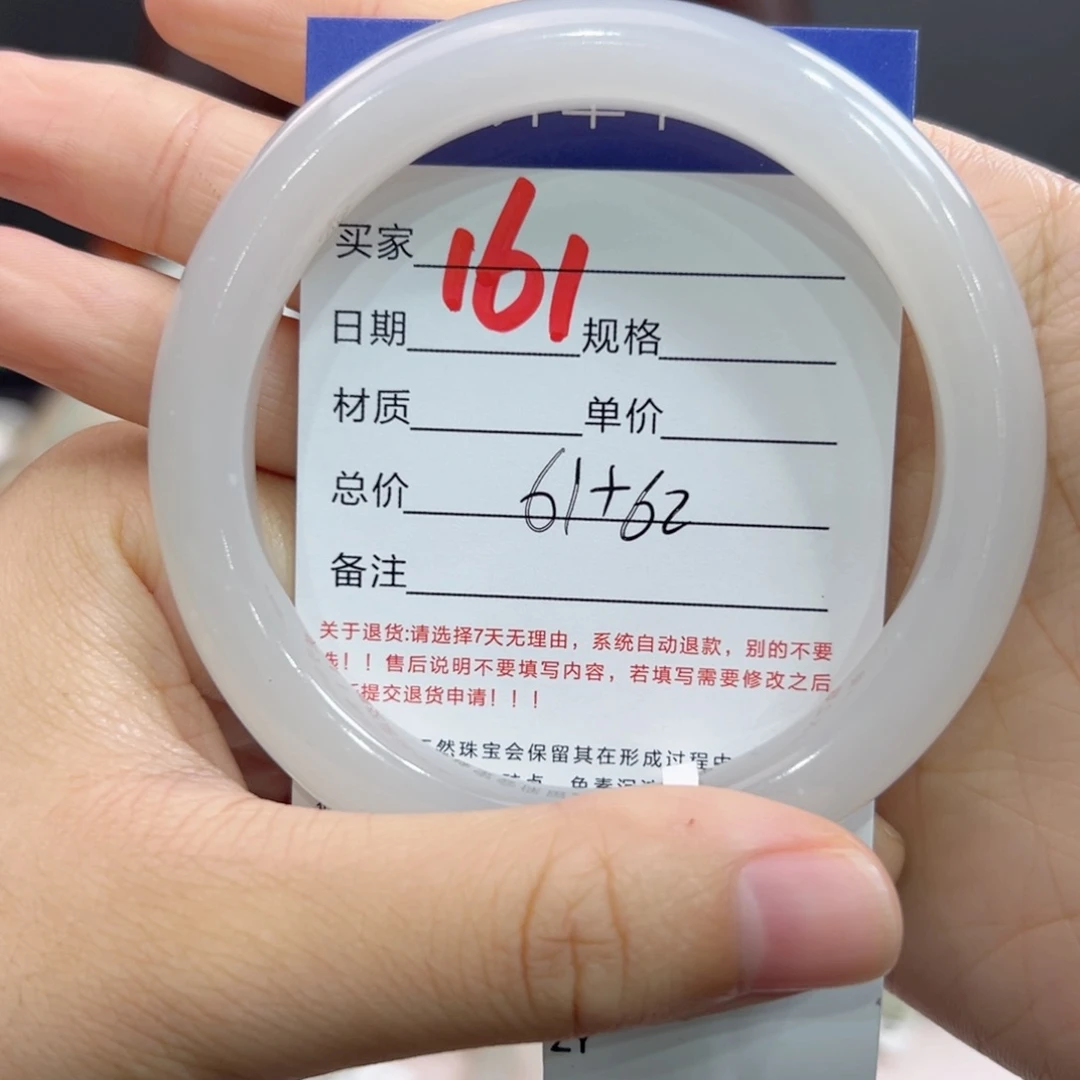 买家 161
日期 规格
材质 单价
总价 61+62
备注
关于退货:请选择7天无理由，系统自动退款，别的不要
选！！售后说明不要填写内容，若填写需要修改之后
提交退货申请！！！
然珠宝会保留其在形成过程中
ZY